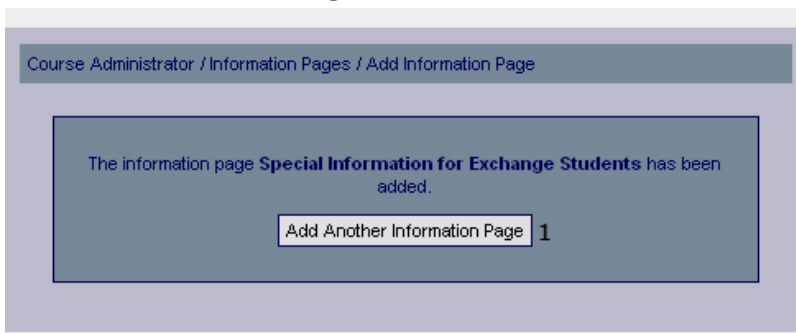 Course Administrator / Information Pages / Add Information Page
The information page Special Information for Exchange Students has been
added.
Add Another Information Page 1